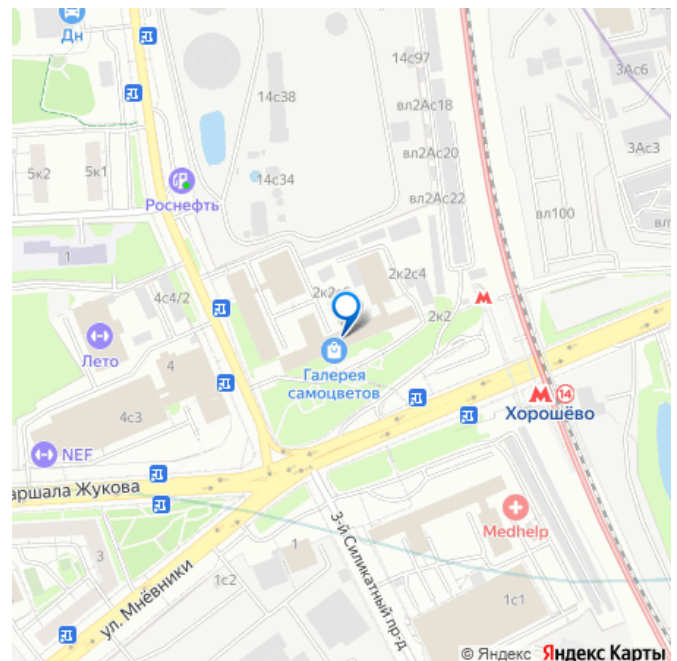 Дн
14с97
3Ас6
14с38
вл2Ас18
вл2Ас20
3Ас3
5к2
5к1
14с34
Роснефть
вл2Ас22
вл100
1
2к2с4
4с4/2
2к2
Лето
4
Галерея
самоцветов
14
Хорошёво
4с3
NEF
аршала Жукова
Medhelp
3-й Силикатный пр-д
3
1
ул. Мнёвники
1с2
1с1
© Яндекс Яндекс Карты